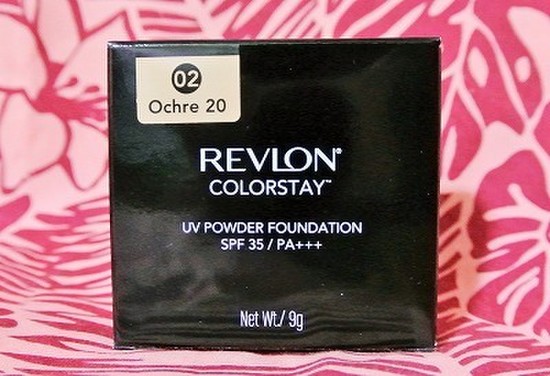 02
Ochre 20
REVLON®
COLORSTAY™
UV POWDER FOUNDATION
SPF 35 / PA+++
Net Wt./ 9g